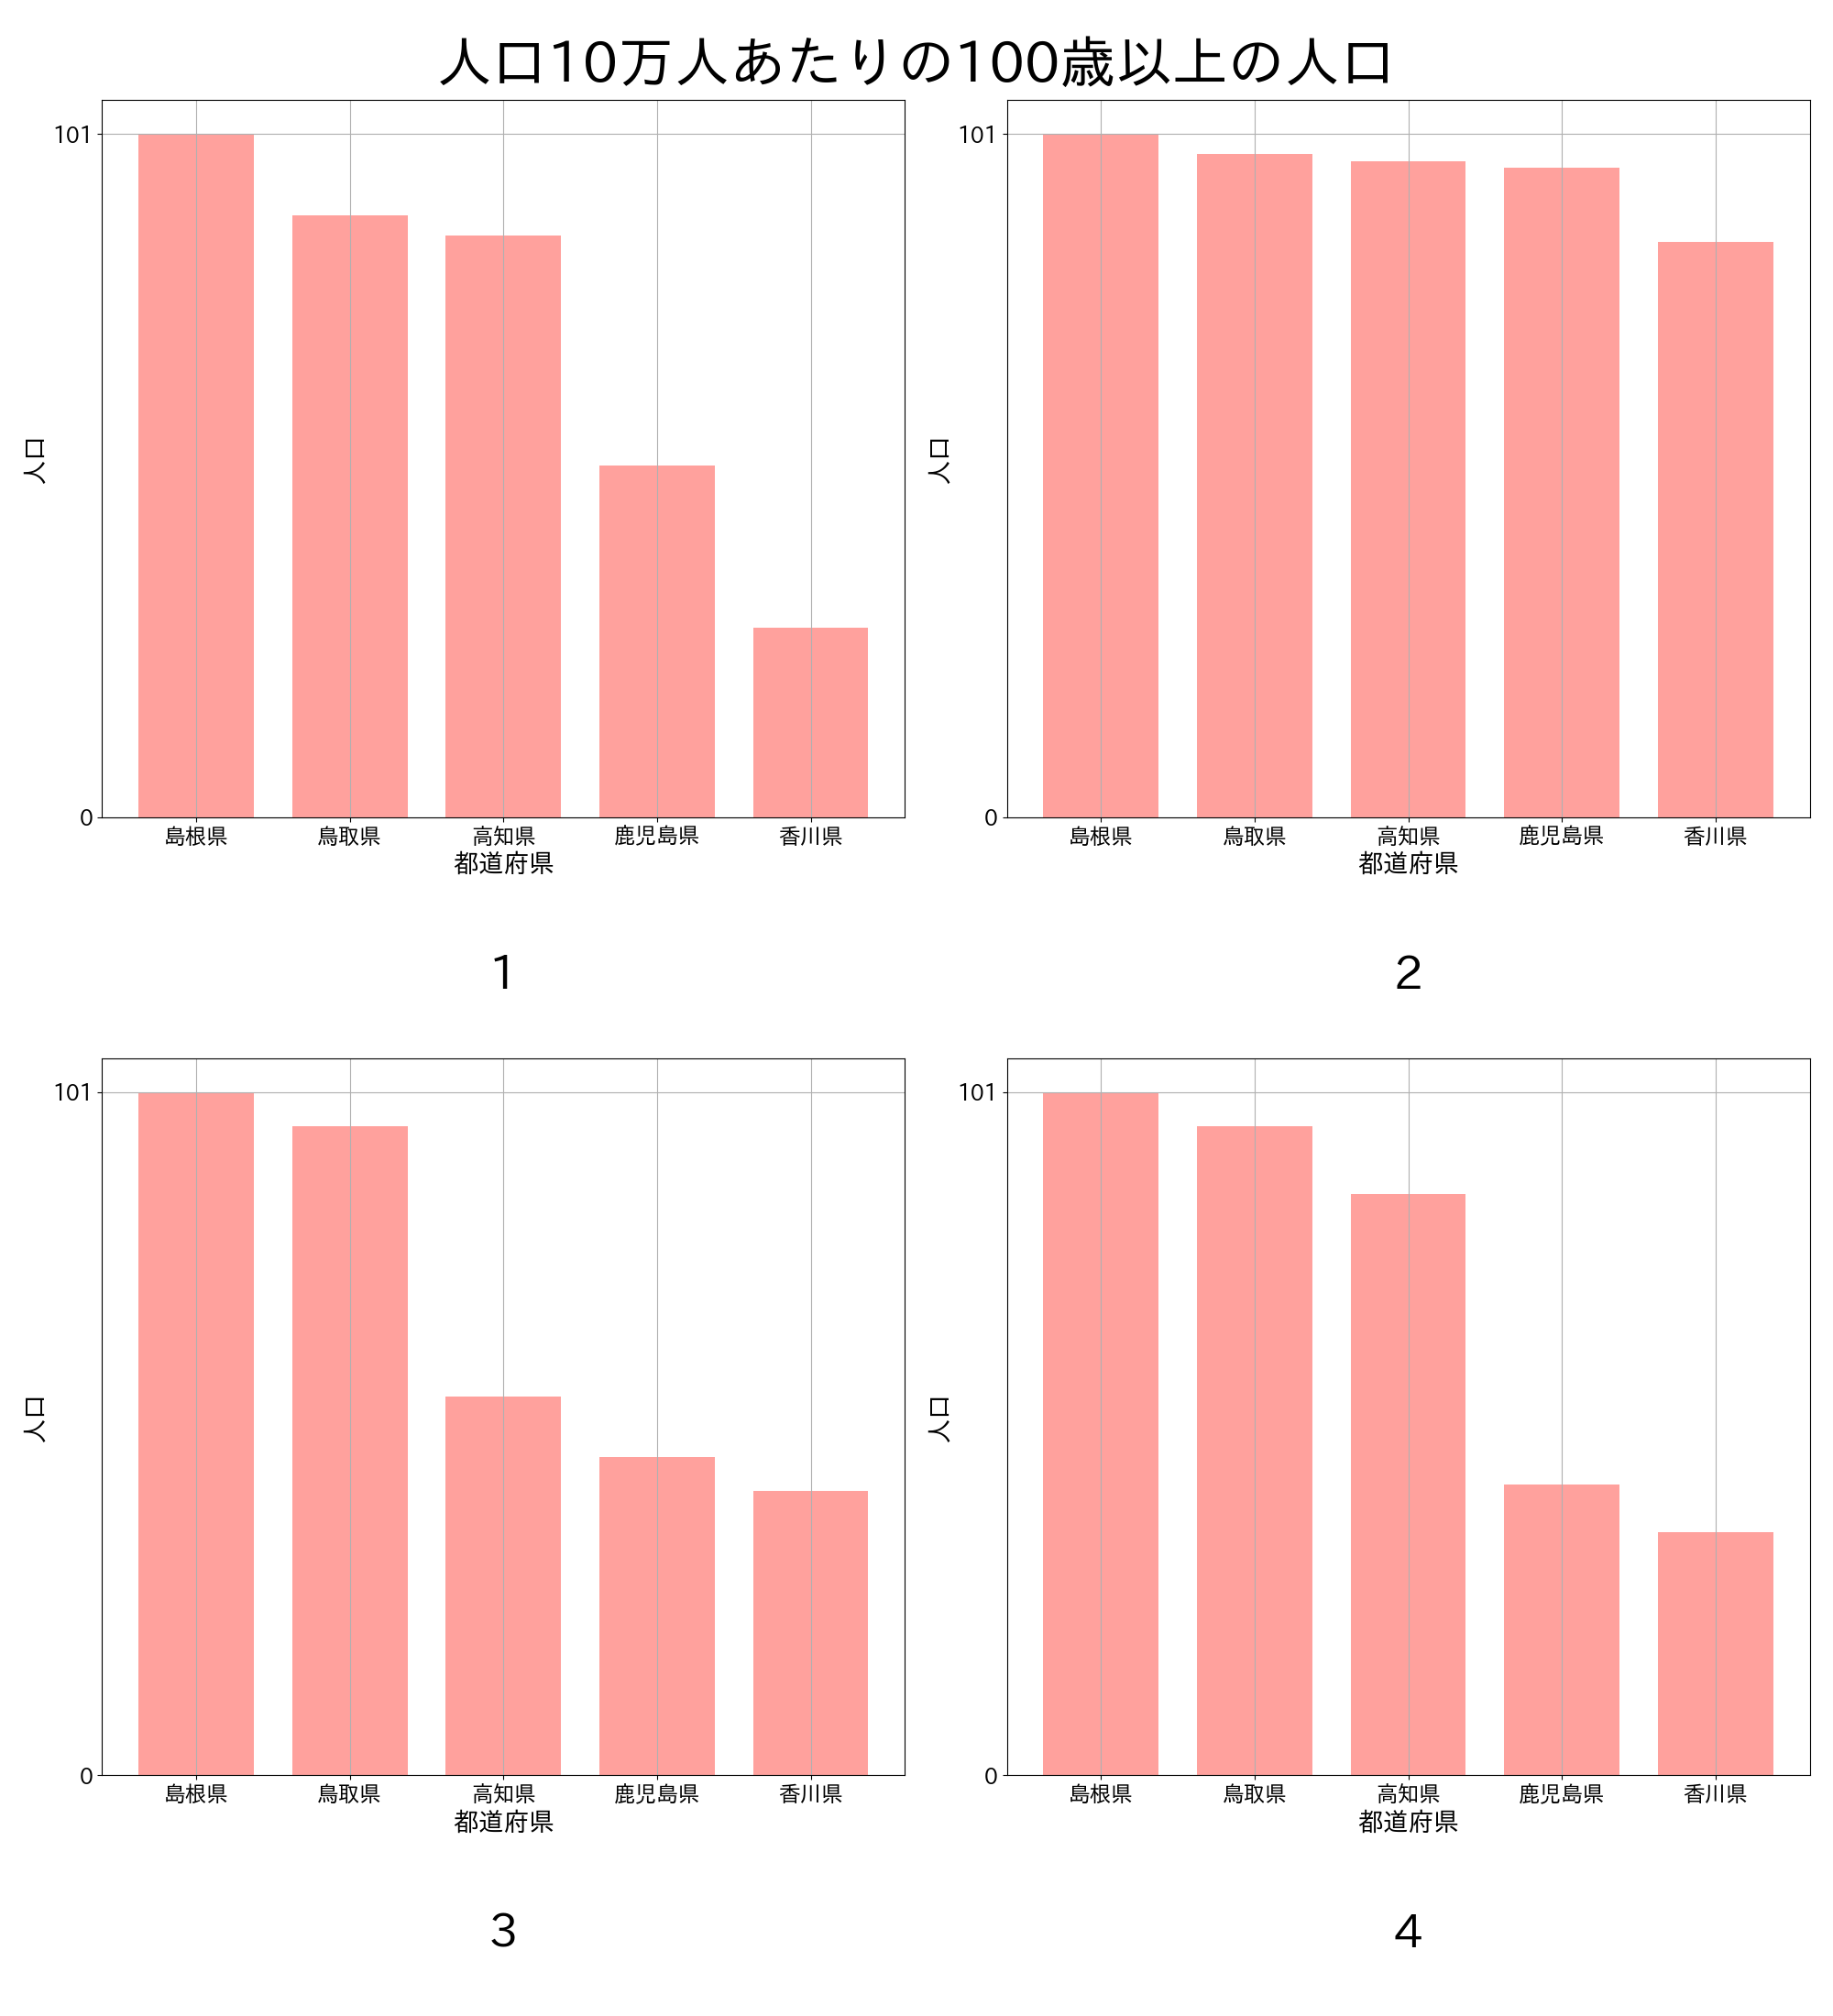 人口10万人あたりの100歳以上の人口
101
人口
0
島根県 鳥取県 高知県 鹿児島県 香川県
都道府県
1
101
人口
0
島根県 鳥取県 高知県 鹿児島県 香川県
都道府県
2
101
人口
0
島根県 鳥取県 高知県 鹿児島県 香川県
都道府県
3
101
人口
0
島根県 鳥取県 高知県 鹿児島県 香川県
都道府県
4